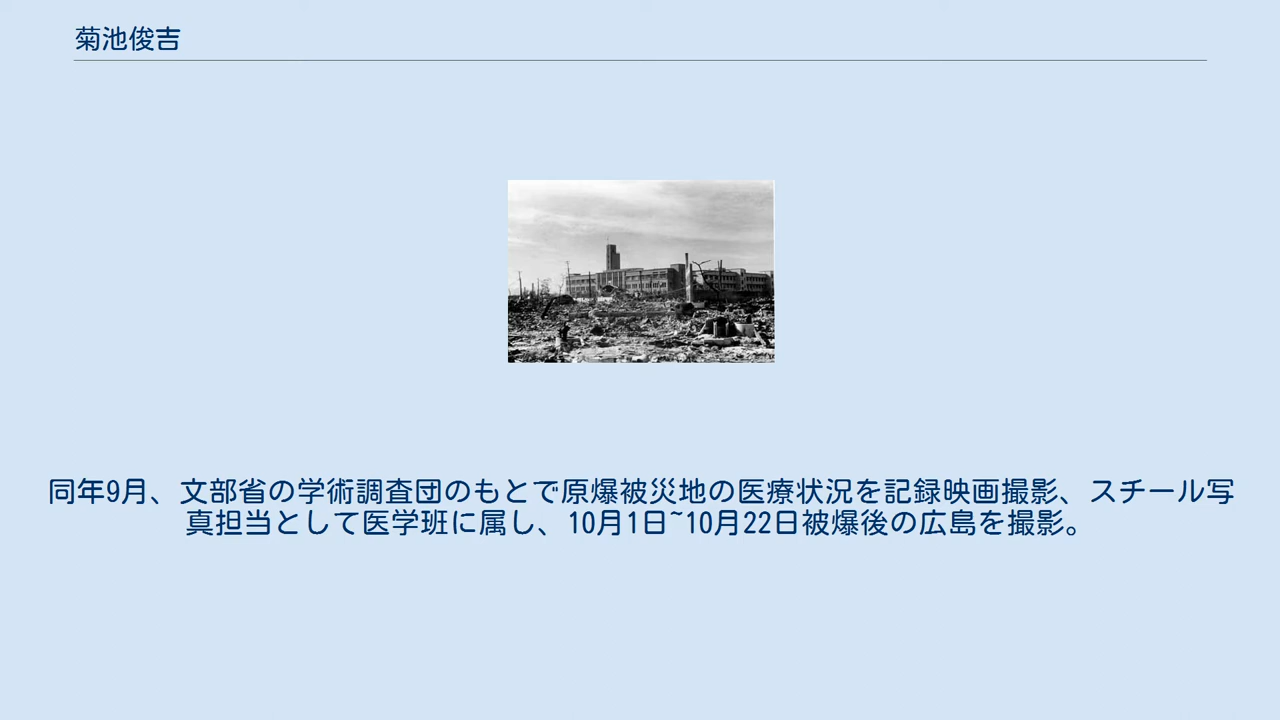 菊池俊吉
同年9月、文部省の学術調査団のもとで原爆被災地の医療状況を記録映画撮影、スチール写
真担当として医学班に属し、10月1日~10月22日被爆後の広島を撮影。